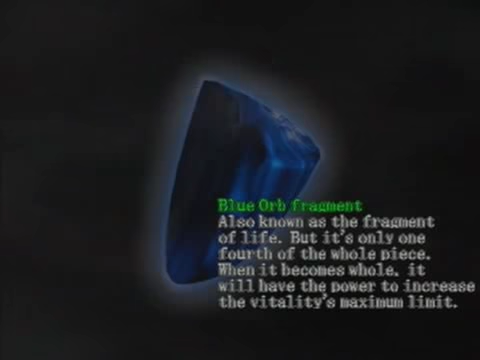 Blue Orb fragment
Also known as the fragment
of life. But it's only one
fourth of the whole piece.
When it becomes whole, it
will have the power to increase
the vitality's maximum limit.